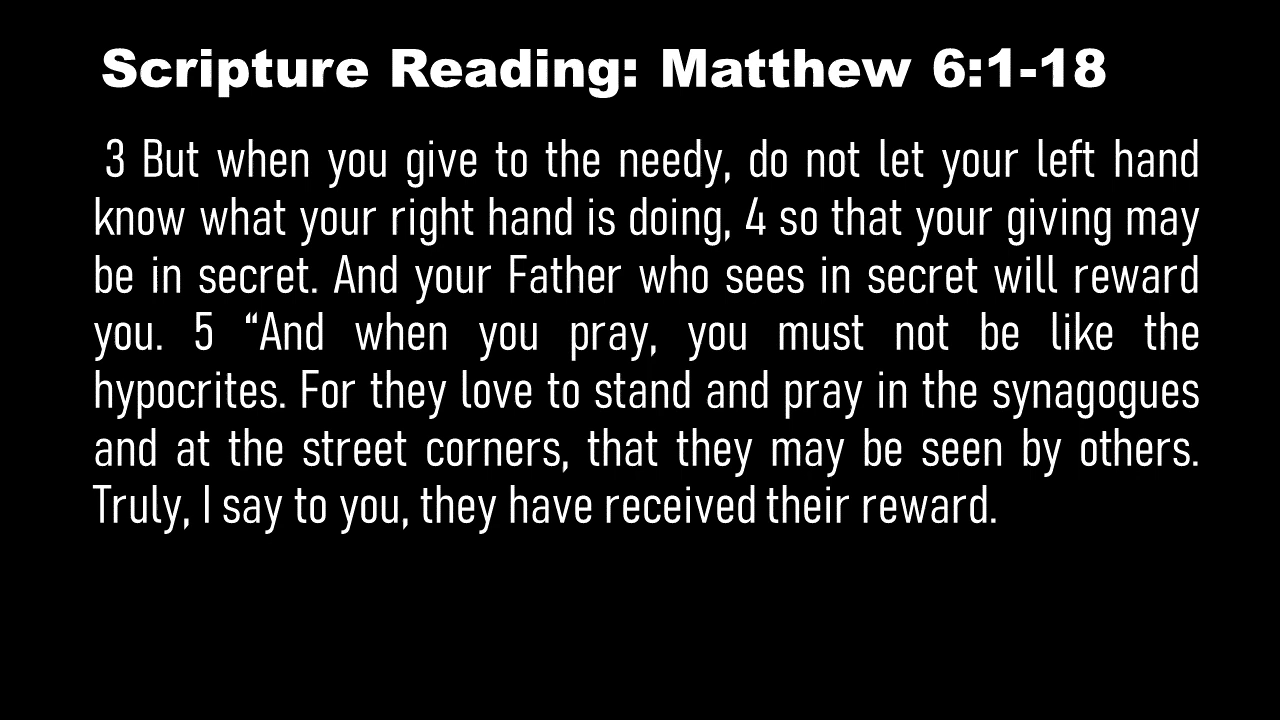 Scripture Reading: Matthew 6:1-18
3 But when you give to the needy, do not let your left hand
know what your right hand is doing, 4 so that your giving may
be in secret. And your Father who sees in secret will reward
you. 5 “And when you pray, you must not be like the
hypocrites. For they love to stand and pray in the synagogues
and at the street corners, that they may be seen by others.
Truly, I say to you, they have received their reward.